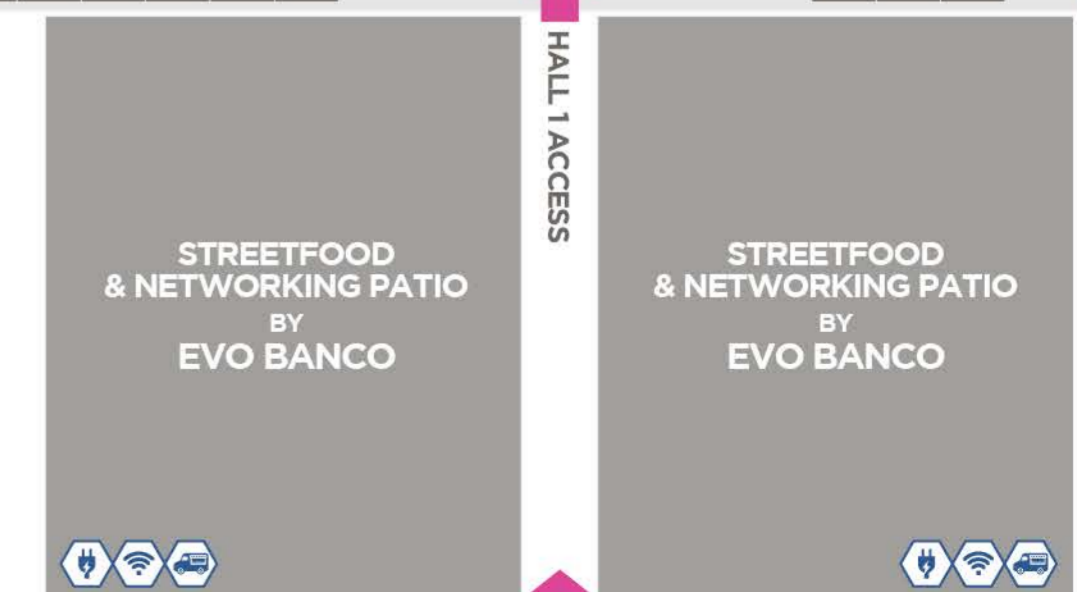 STREETFOOD
& NETWORKING PATIO
BY
EVO BANCO
HALL 1 ACCESS
STREETFOOD
& NETWORKING PATIO
BY
EVO BANCO